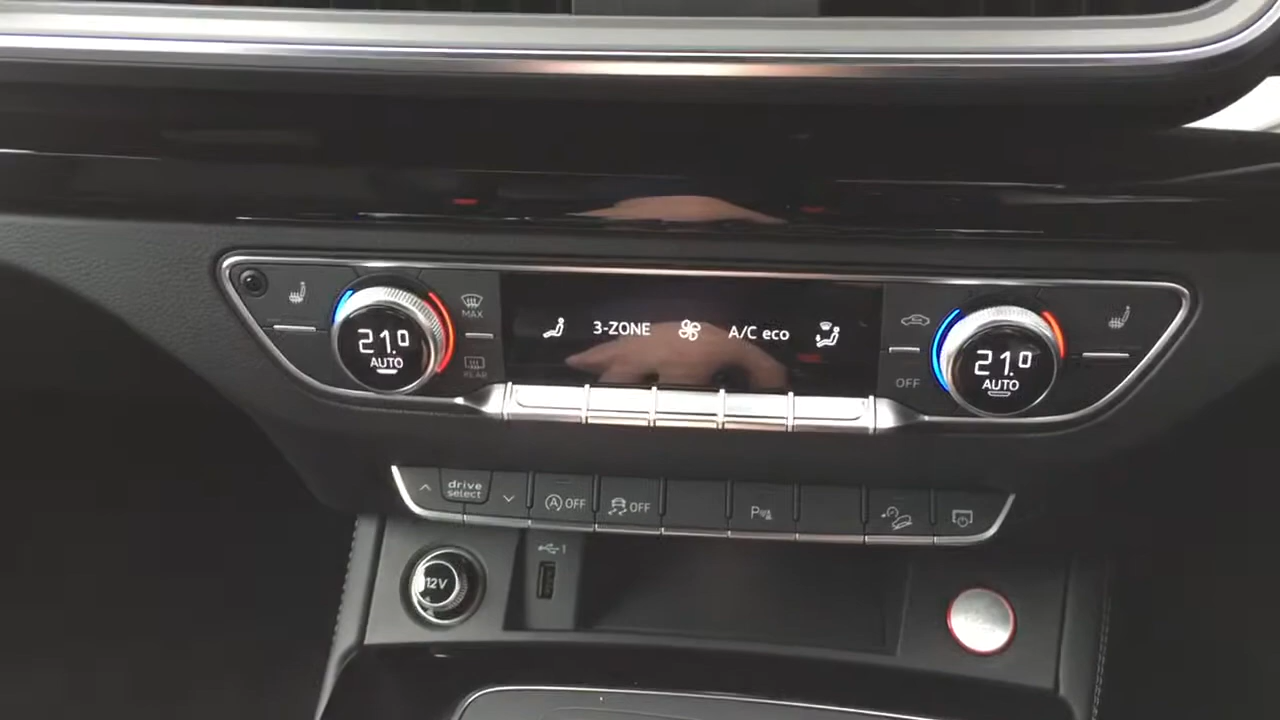 MAX
REAR
21.0
AUTO
3-ZONE
A/C eco
OFF
21.0
AUTO
drive
select
A OFF
OFF
P
12V
1